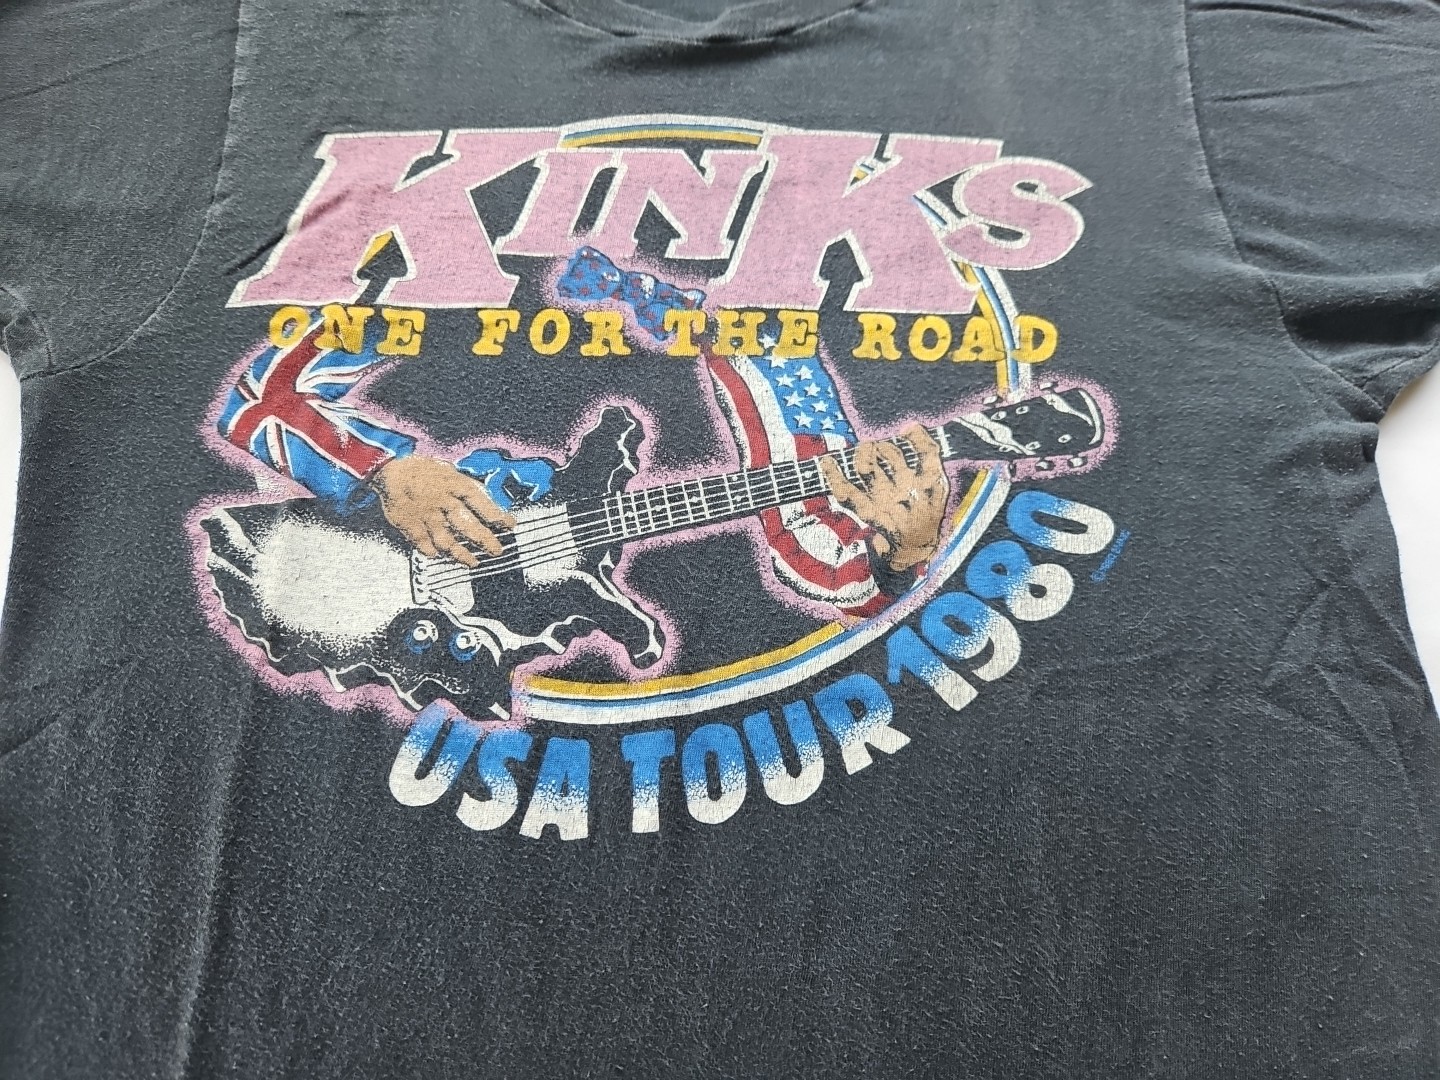 KINKS
ONE FOR THE ROAD
USA TOUR 1980